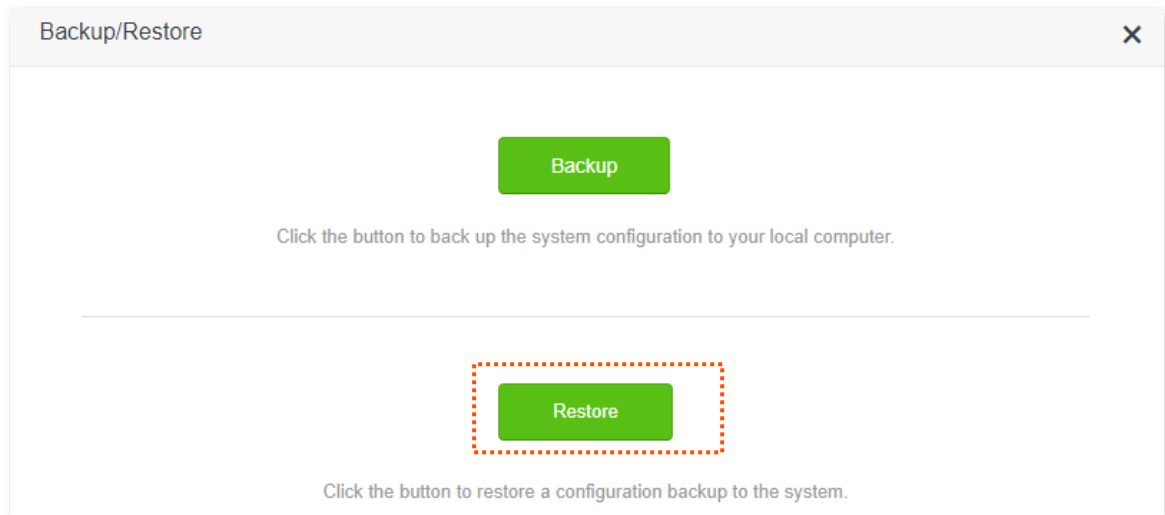 Backup/Restore
Backup
Click the button to back up the system configuration to your local computer.
Restore
Click the button to restore a configuration backup to the system.